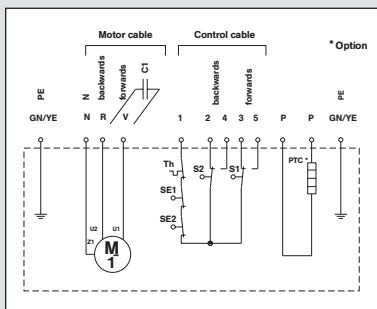 Motor cable
Control cable
* Option
PE
N
backwards
forwards
C1
backwards
forwards
PE
GN/YE
N
R
V
1
2
4
3
5
P
P
GN/YE
Th
S2
S1
PTC *
SE1
SE2
U2
U1
Z1
M
1